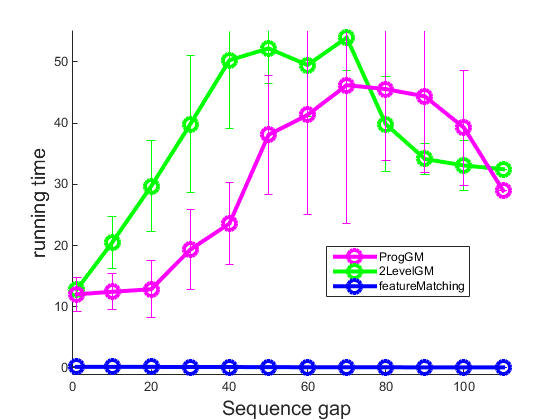 50
40
30
20
10
0
running time
ProgGM
2LevelGM
featureMatching
0 20 40 60 80 100
Sequence gap